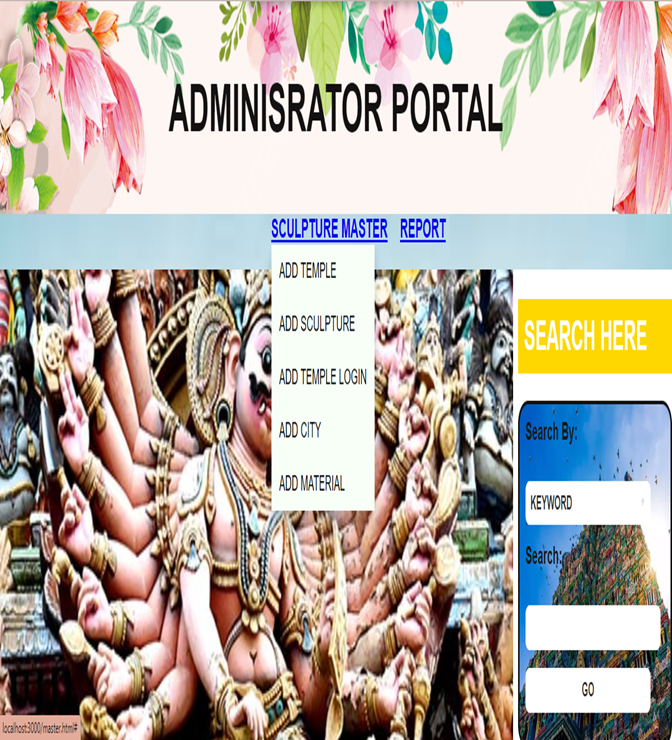 ADMINISRATOR PORTAL
SCULPTURE MASTER REPORT
ADD TEMPLE
ADD SCULPTURE
ADD TEMPLE LOGIN
ADD CITY
ADD MATERIAL
SEARCH HERE
Search By:
KEYWORD
Search:
GO
localhost:3000/master.html#